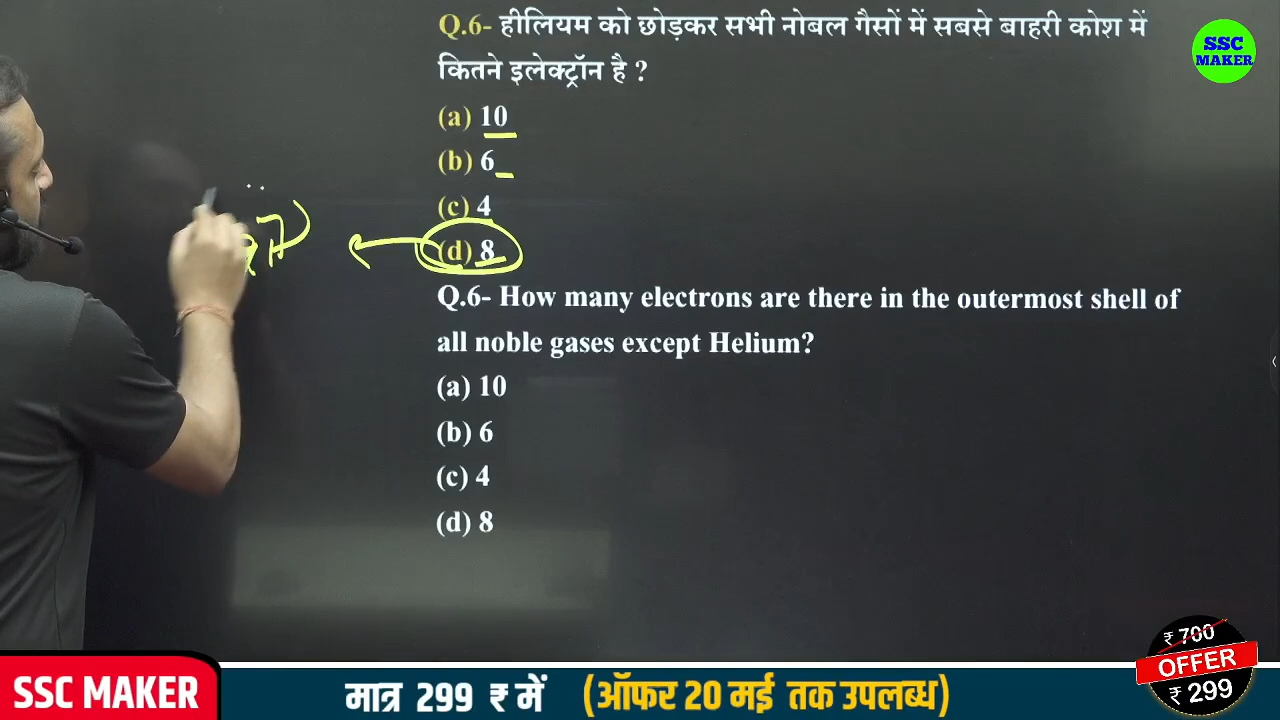 Q.6- हीलियम को छोड़कर सभी नोबल गैसों में सबसे बाहरी कोश में
कितने इलेक्ट्रॉन है ?
(a) 10
(b) 6
(c) 4
(d) 8
Q.6- How many electrons are there in the outermost shell of
all noble gases except Helium?
(a) 10
(b) 6
(c) 4
(d) 8
SSC
MAKER
SSC MAKER
मात्र 299 ₹ में (ऑफर 20 मई तक उपलब्ध)
₹ 700
OFFER
₹ 299